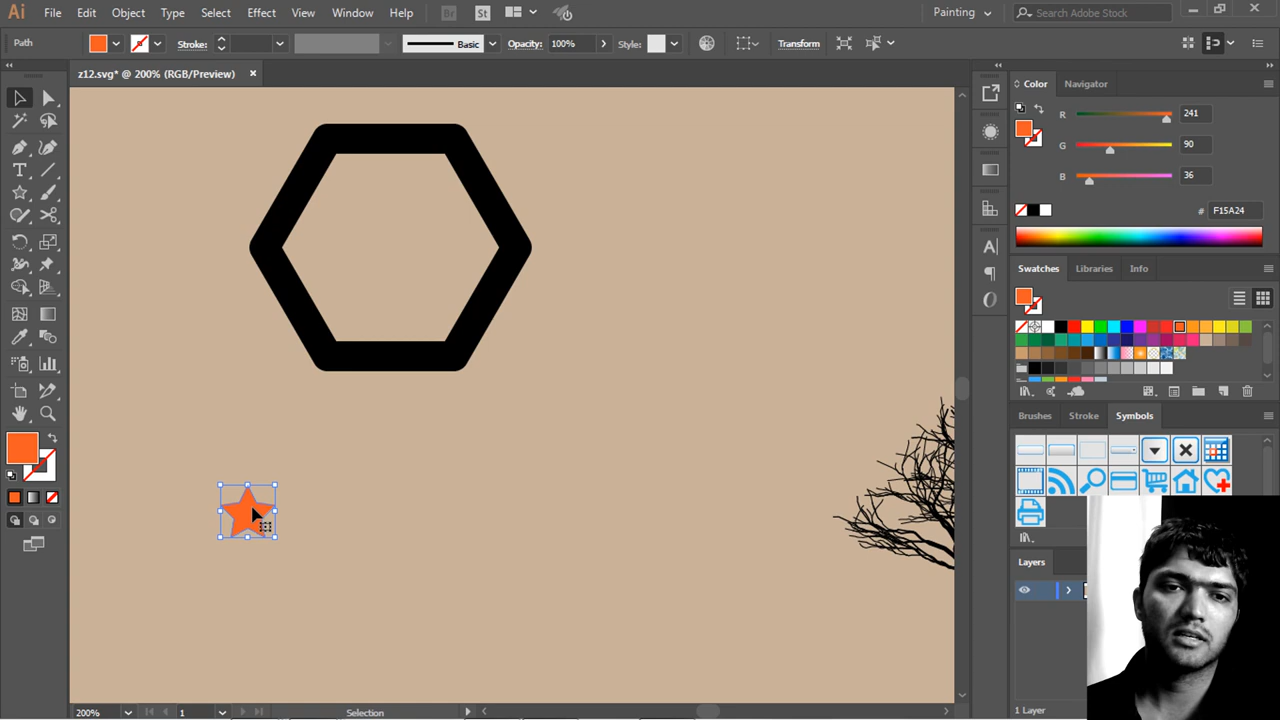 Ai File Edit Object Type Select Effect View Window Help Br St Painting Search Adobe Stock
Path Stroke: Basic Opacity: 100% Style: Transform
z12.svg* @ 200% (RGB/Preview)
Color Navigator
R 241
G 90
B 36
# F15A24
Swatches Libraries Info
Brushes Stroke Symbols
Layers
1 Layer
200% 1 Selection